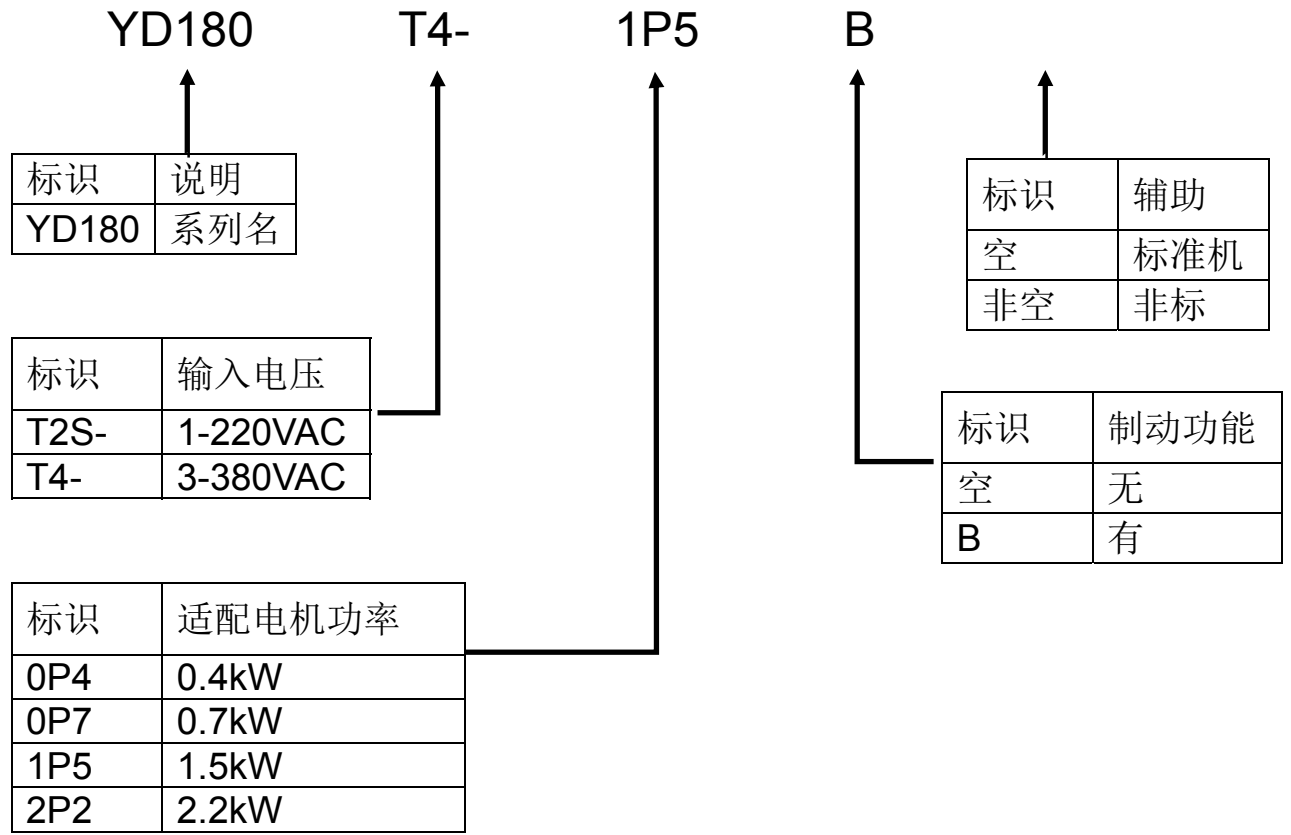 YD180 T4- 1P5 B
标识 说明
YD180 系列名
标识 辅助
空 标准机
非空 非标
标识 输入电压
T2S- 1-220VAC
T4- 3-380VAC
标识 制动功能
空 无
B 有
标识 适配电机功率
0P4 0.4kW
0P7 0.7kW
1P5 1.5kW
2P2 2.2kW